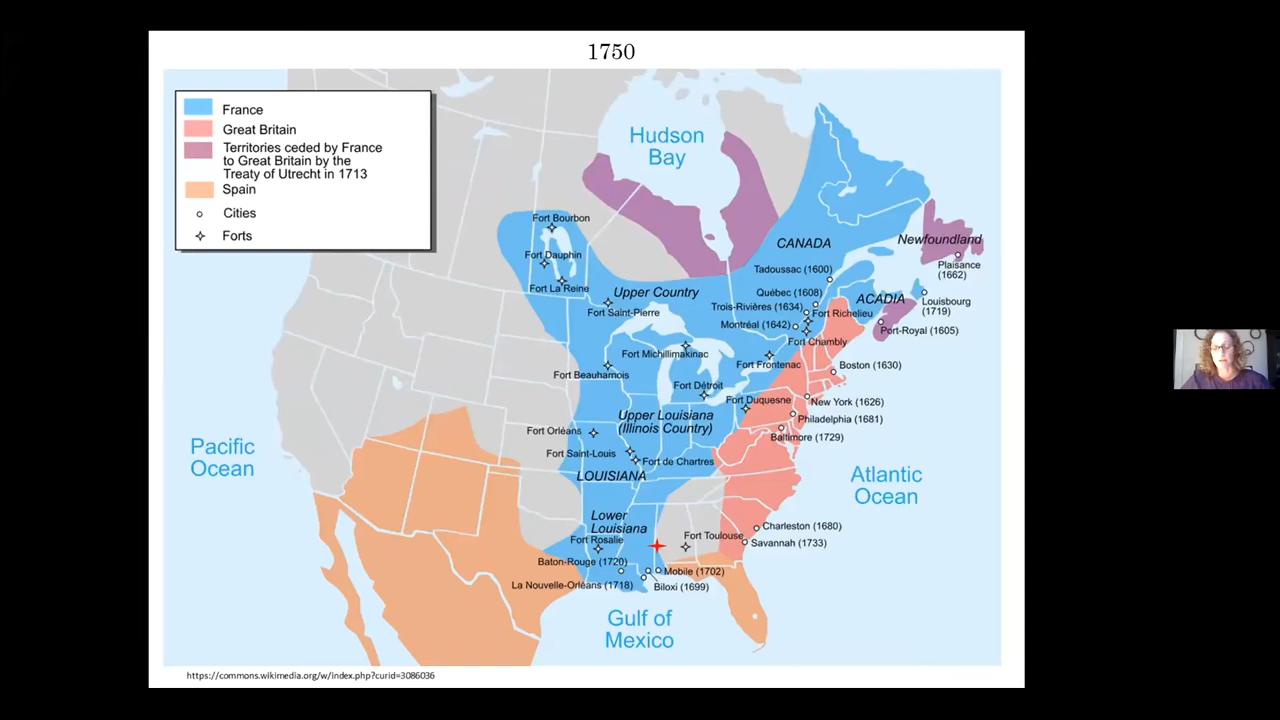 1750
France
Great Britain
Territories ceded by France
to Great Britain by the
Treaty of Utrecht in 1713
Spain
Cities
Forts
Hudson
Bay
Fort Bourbon
CANADA
Newfoundland
Fort Dauphin
Plaisance
(1662)
Tadoussac (1600)
Fort La Reine
Upper Country
Québec (1608)
ACADIA
Louisbourg
(1719)
Trois-Rivières (1634)
Fort Richelieu
Fort Saint-Pierre
Montréal (1642)
Port-Royal (1605)
Fort Chambly
Fort Michillimakinac
Fort Frontenac
Boston (1630)
Fort Beauharnois
Fort Détroit
Fort Duquesne
New York (1626)
Upper Louisiana
(Illinois Country)
Philadelphia (1681)
Fort Orléans
Baltimore (1729)
Pacific
Ocean
Fort Saint-Louis
Fort de Chartres
LOUISIANA
Atlantic
Ocean
Lower
Louisiana
Charleston (1680)
Fort Rosalie
Fort Toulouse
Savannah (1733)
Baton-Rouge (1720)
Mobile (1702)
La Nouvelle-Orléans (1718)
Biloxi (1699)
Gulf of
Mexico
https://commons.wikimedia.org/w/index.php?curid=3086036